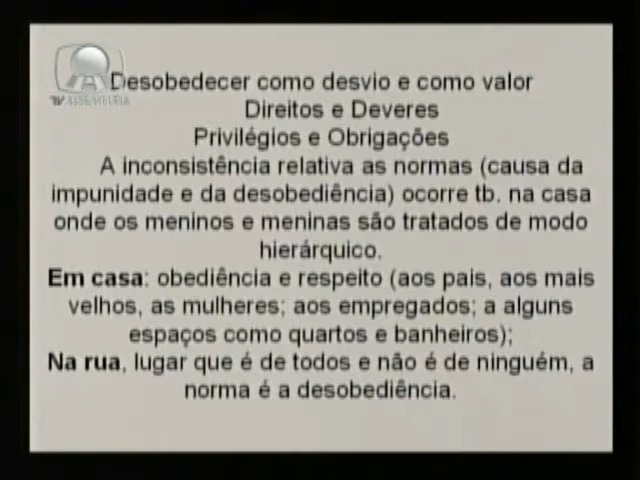 Desobedecer como desvio e como valor
TV ASSEMBLEIA
Direitos e Deveres
Privilégios e Obrigações
A inconsistência relativa as normas (causa da
impunidade e da desobediência) ocorre tb. na casa
onde os meninos e meninas são tratados de modo
hierárquico.
Em casa: obediência e respeito (aos pais, aos mais
velhos, as mulheres; aos empregados; a alguns
espaços como quartos e banheiros);
Na rua, lugar que é de todos e não é de ninguém, a
norma é a desobediência.